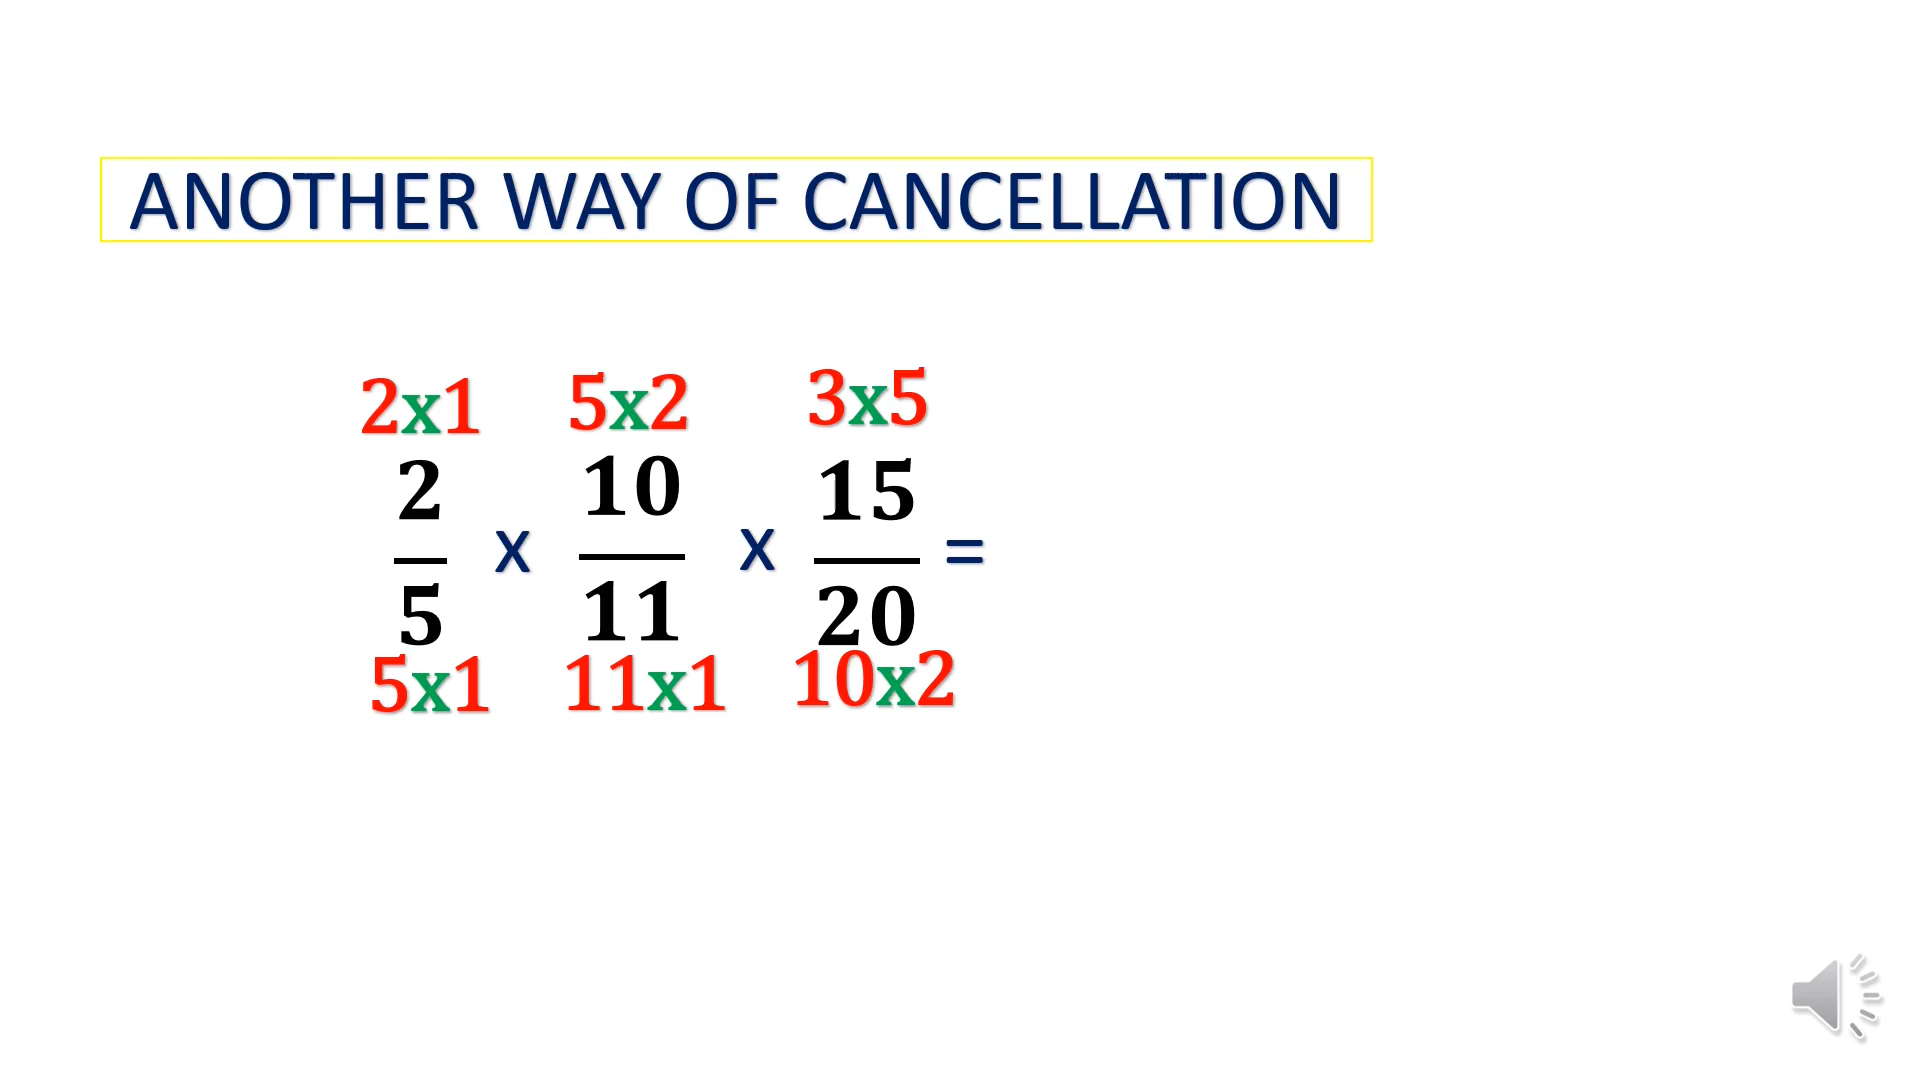 ANOTHER WAY OF CANCELLATION
2x1 5x2 3x5
2 10 15
x x =
5 11 20
5x1 11x1 10x2